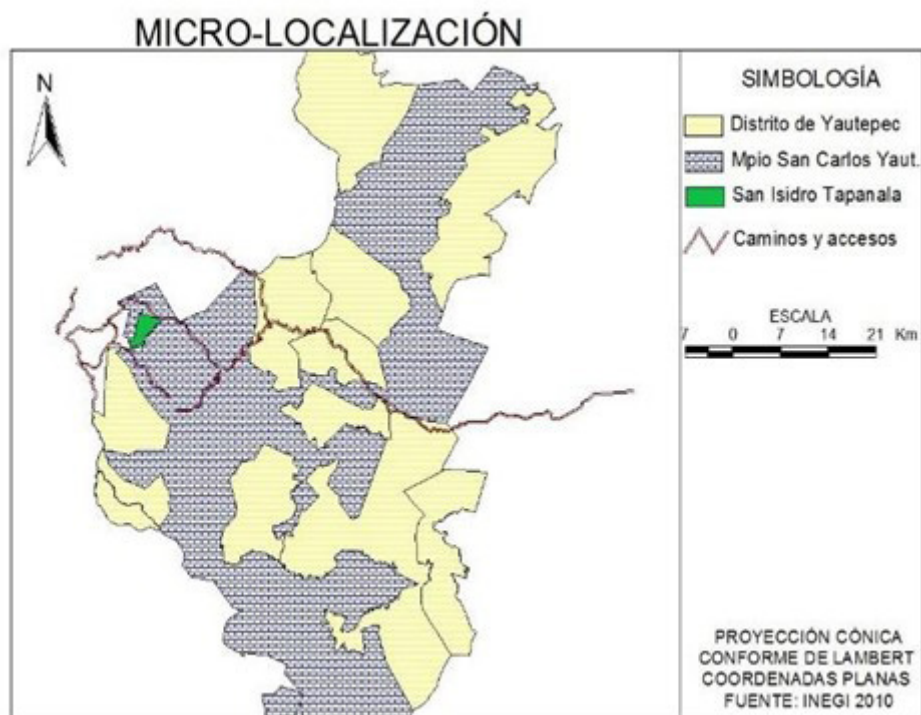 MICRO-LOCALIZACIÓN
N
SIMBOLOGÍA
Distrito de Yautepec
Mpio San Carlos Yaut.
San Isidro Tapanala
Caminos y accesos
ESCALA
7 0 7 14 21 Km
PROYECCIÓN CÓNICA
CONFORME DE LAMBERT
COORDENADAS PLANAS
FUENTE: INEGI 2010